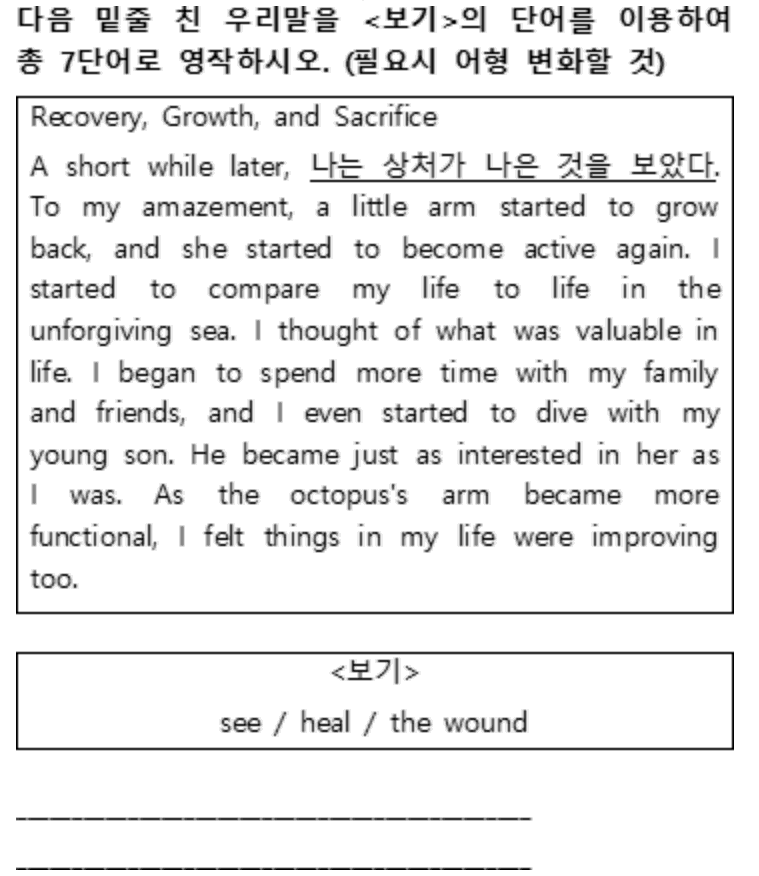 다음 밑줄 친 우리말을 <보기>의 단어를 이용하여
총 7단어로 영작하시오. (필요시 어형 변화할 것)
Recovery, Growth, and Sacrifice
A short while later, 나는 상처가 나은 것을 보았다.
To my amazement, a little arm started to grow
back, and she started to become active again. I
started to compare my life to life in the
unforgiving sea. I thought of what was valuable in
life. I began to spend more time with my family
and friends, and I even started to dive with my
young son. He became just as interested in her as
I was. As the octopus's arm became more
functional, I felt things in my life were improving
too.
<보기>
see / heal / the wound